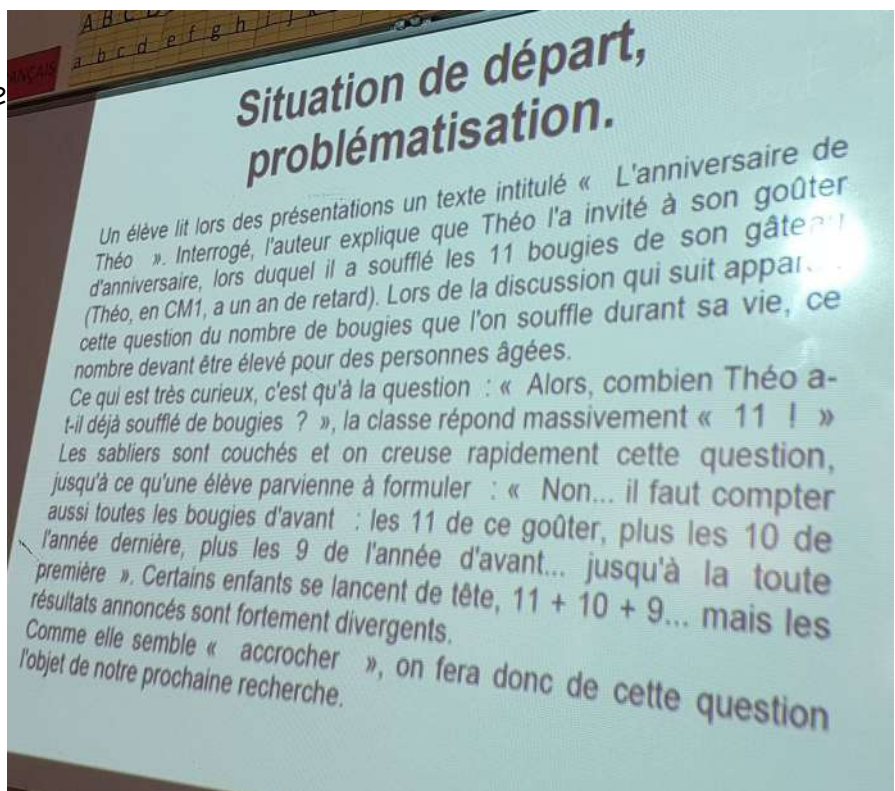 A B C
a b c d e f g h i j
ANÇAIS
Situation de départ,
problématisation.
Un élève lit lors des présentations un texte intitulé « L'anniversaire de
Théo ». Interrogé, l'auteur explique que Théo l'a invité à son goûter
d'anniversaire, lors duquel il a soufflé les 11 bougies de son gâteau
(Théo, en CM1, a un an de retard). Lors de la discussion qui suit
cette question du nombre de bougies que l'on souffle durant sa vie, ce
nombre devant être élevé pour des personnes âgées.
Ce qui est très curieux, c'est qu'à la question : « Alors, combien Théo a-
t-il déjà soufflé de bougies ? », la classe répond massivement « 11 ! »
Les sabliers sont couchés et on creuse rapidement cette question,
jusqu'à ce qu'une élève parvienne à formuler : « Non... il faut compter
aussi toutes les bougies d'avant : les 11 de ce goûter, plus les 10 de
l'année dernière, plus les 9 de l'année d'avant... jusqu'à la toute
première ». Certains enfants se lancent de tête, 11 + 10 + 9... mais les
résultats annoncés sont fortement divergents.
Comme elle semble « accrocher », on fera donc de cette question
l'objet de notre prochaine recherche.